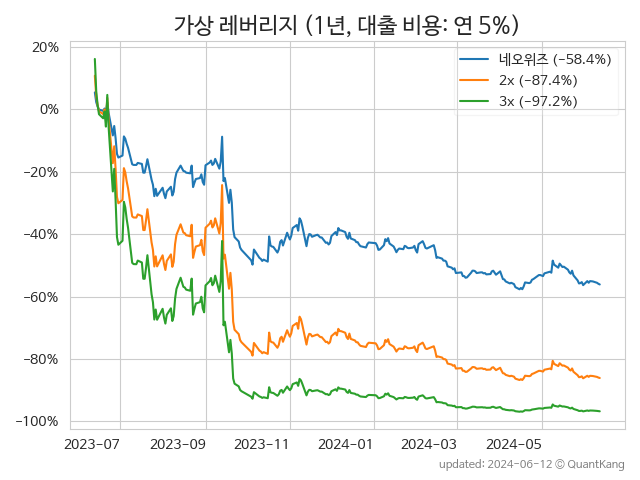 가상 레버리지 (1년, 대출 비용: 연 5%)
네오위즈 (−58.4%)
2x (−87.4%)
3x (−97.2%)
20%
0%
−20%
−40%
−60%
−80%
−100%
2023-07 2023-09 2023-11 2024-01 2024-03 2024-05
updated: 2024-06-12 © QuantKang